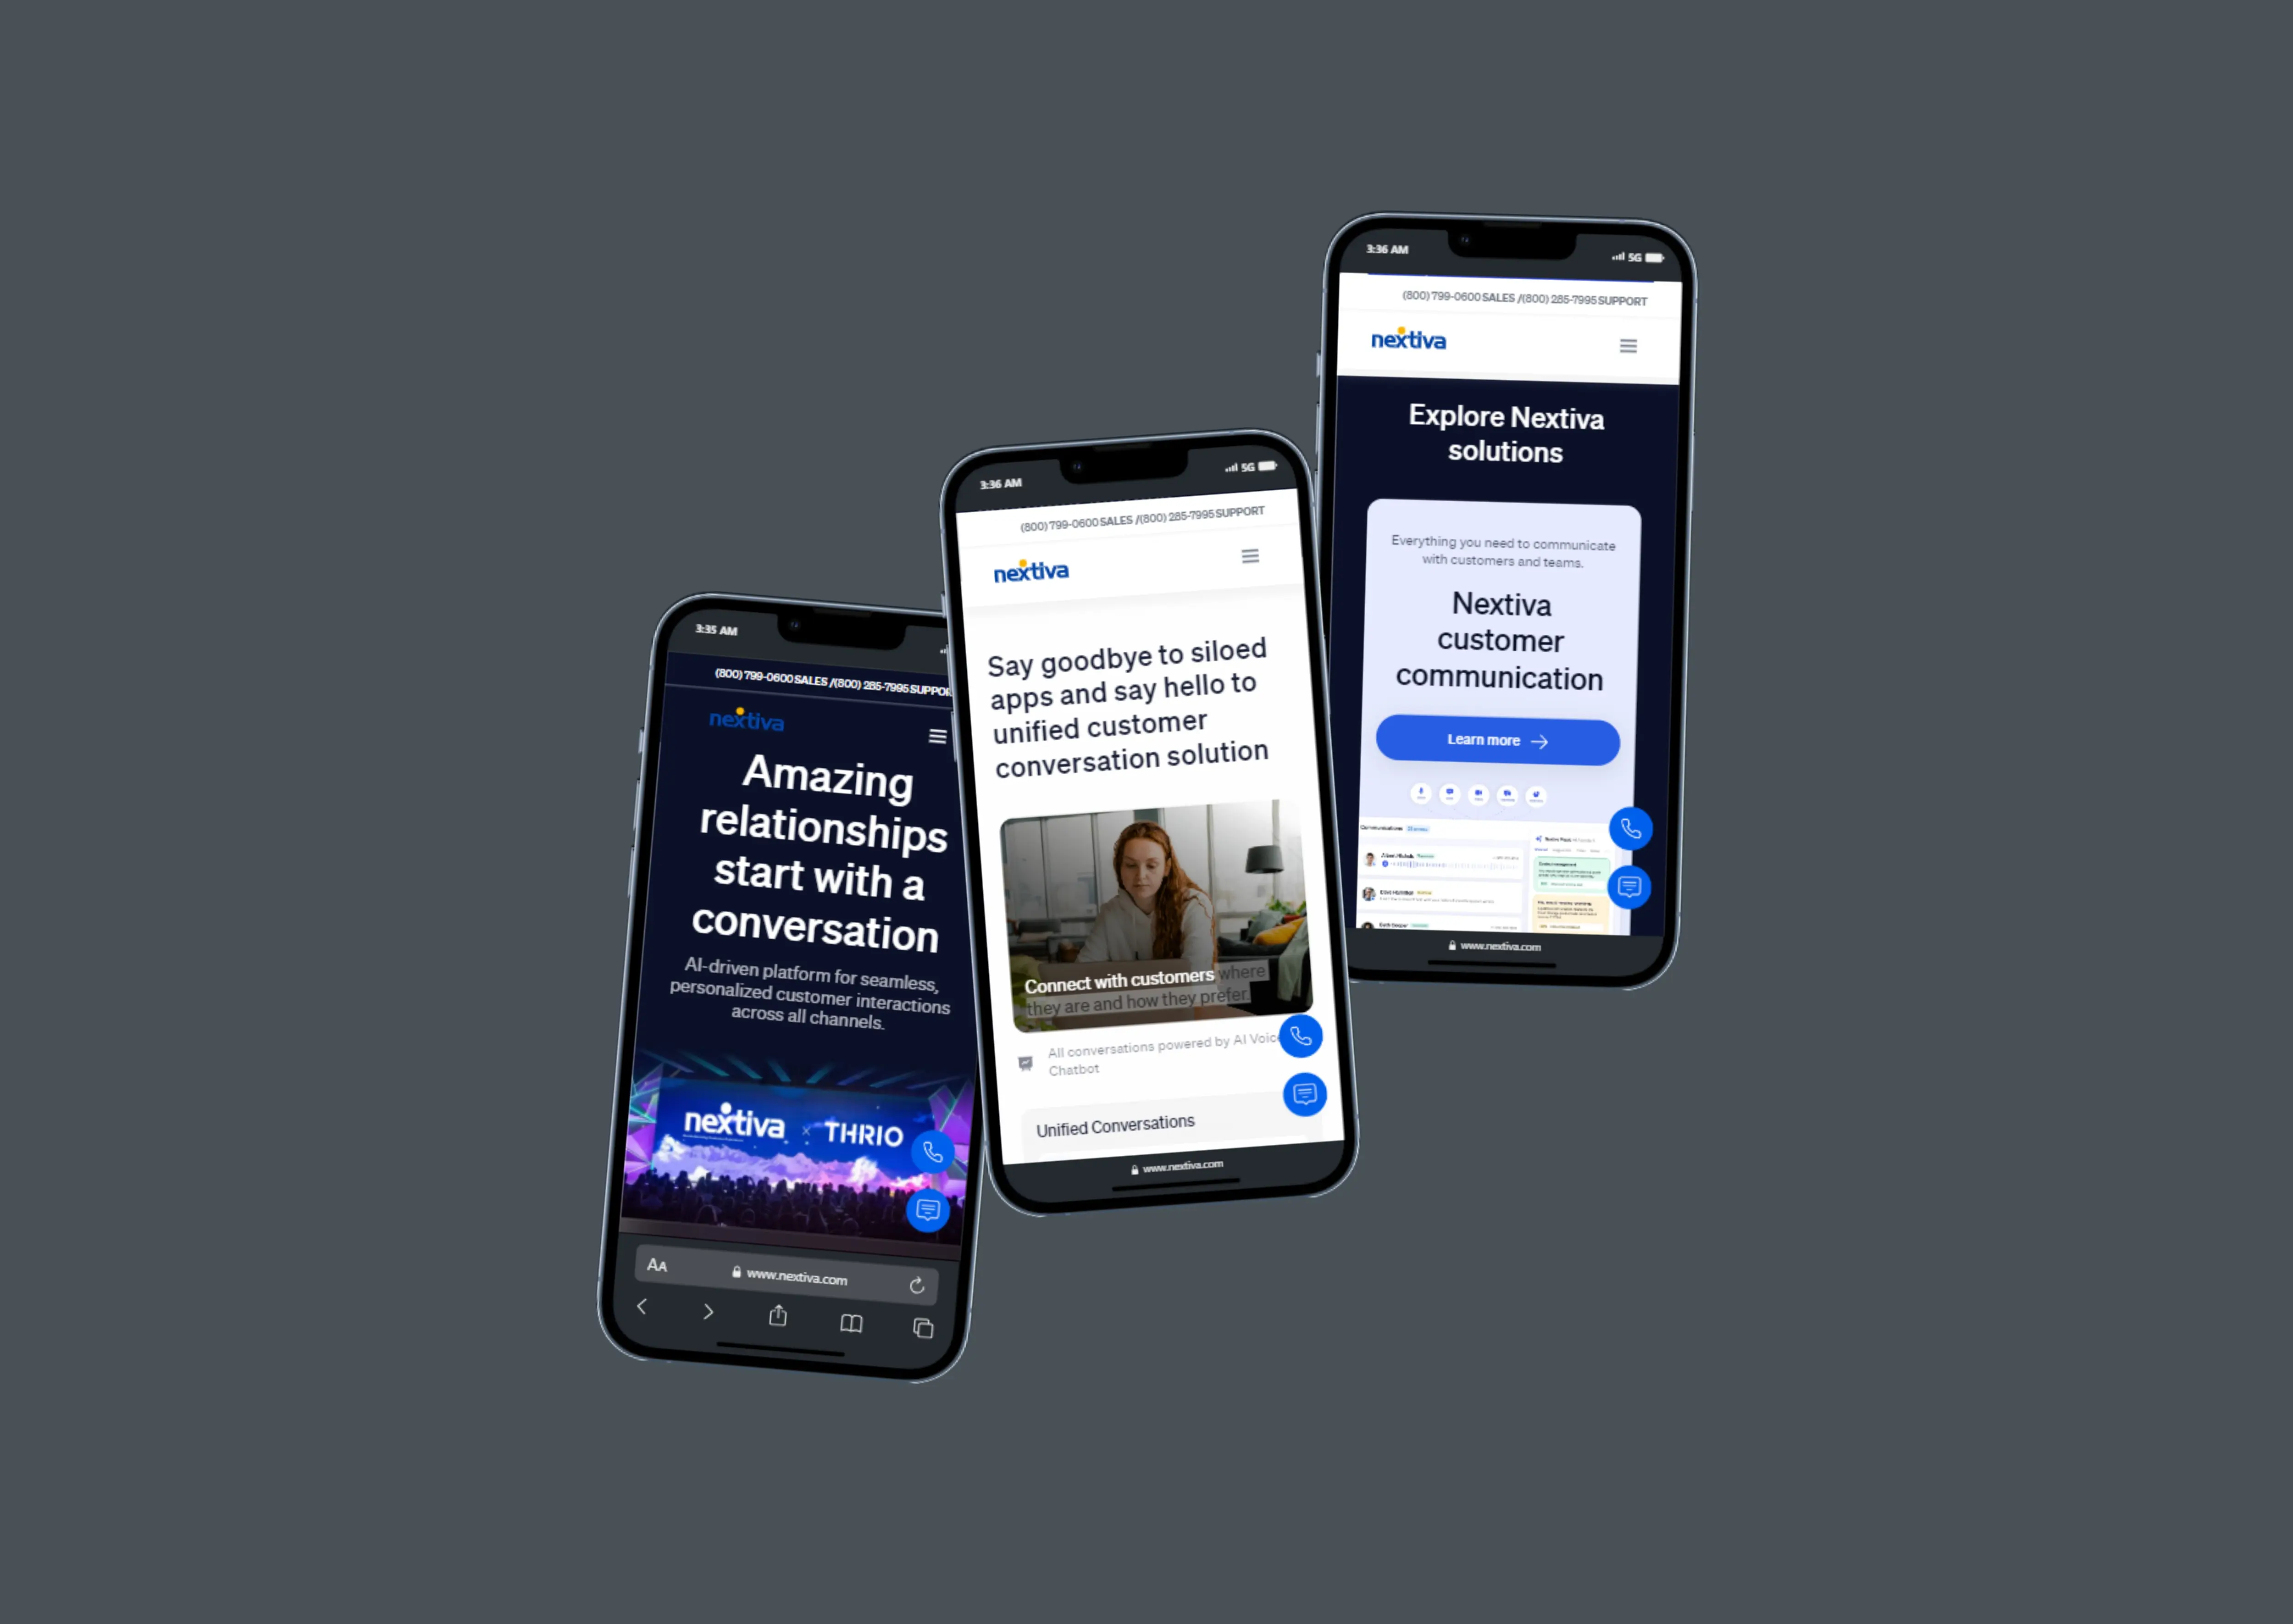 3:35 AM
(800) 799-0600 SALES /(800) 285-7995 SUPPOR
nextiva
Amazing
relationships
start with a
conversation
AI-driven platform for seamless,
personalized customer interactions
across all channels.
nextiva x THRIO
AA www.nextiva.com
3:36 AM 5G
(800) 799-0600 SALES /(800) 285-7995 SUPPORT
nextiva
Say goodbye to siloed
apps and say hello to
unified customer
conversation solution
Connect with customers where
they are and how they prefer.
All conversations powered by AI Voice
Chatbot
Unified Conversations
www.nextiva.com
3:36 AM 5G
(800) 799-0600 SALES /(800) 285-7995 SUPPORT
nextiva
Explore Nextiva
solutions
Everything you need to communicate
with customers and teams.
Nextiva
customer
communication
Learn more
Communications
www.nextiva.com